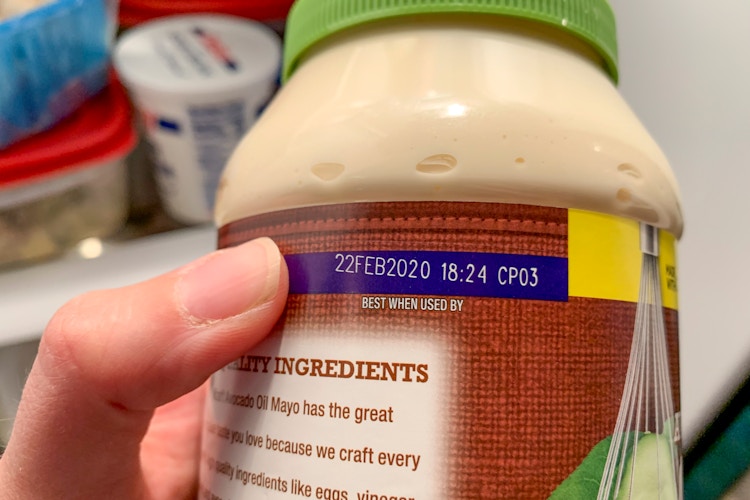 22FEB2020 18:24 CP03
BEST WHEN USED BY
INGREDIENTS
Avocado Oil Mayo has the great
you love because we craft every
quality ingredients like eggs, vinegar